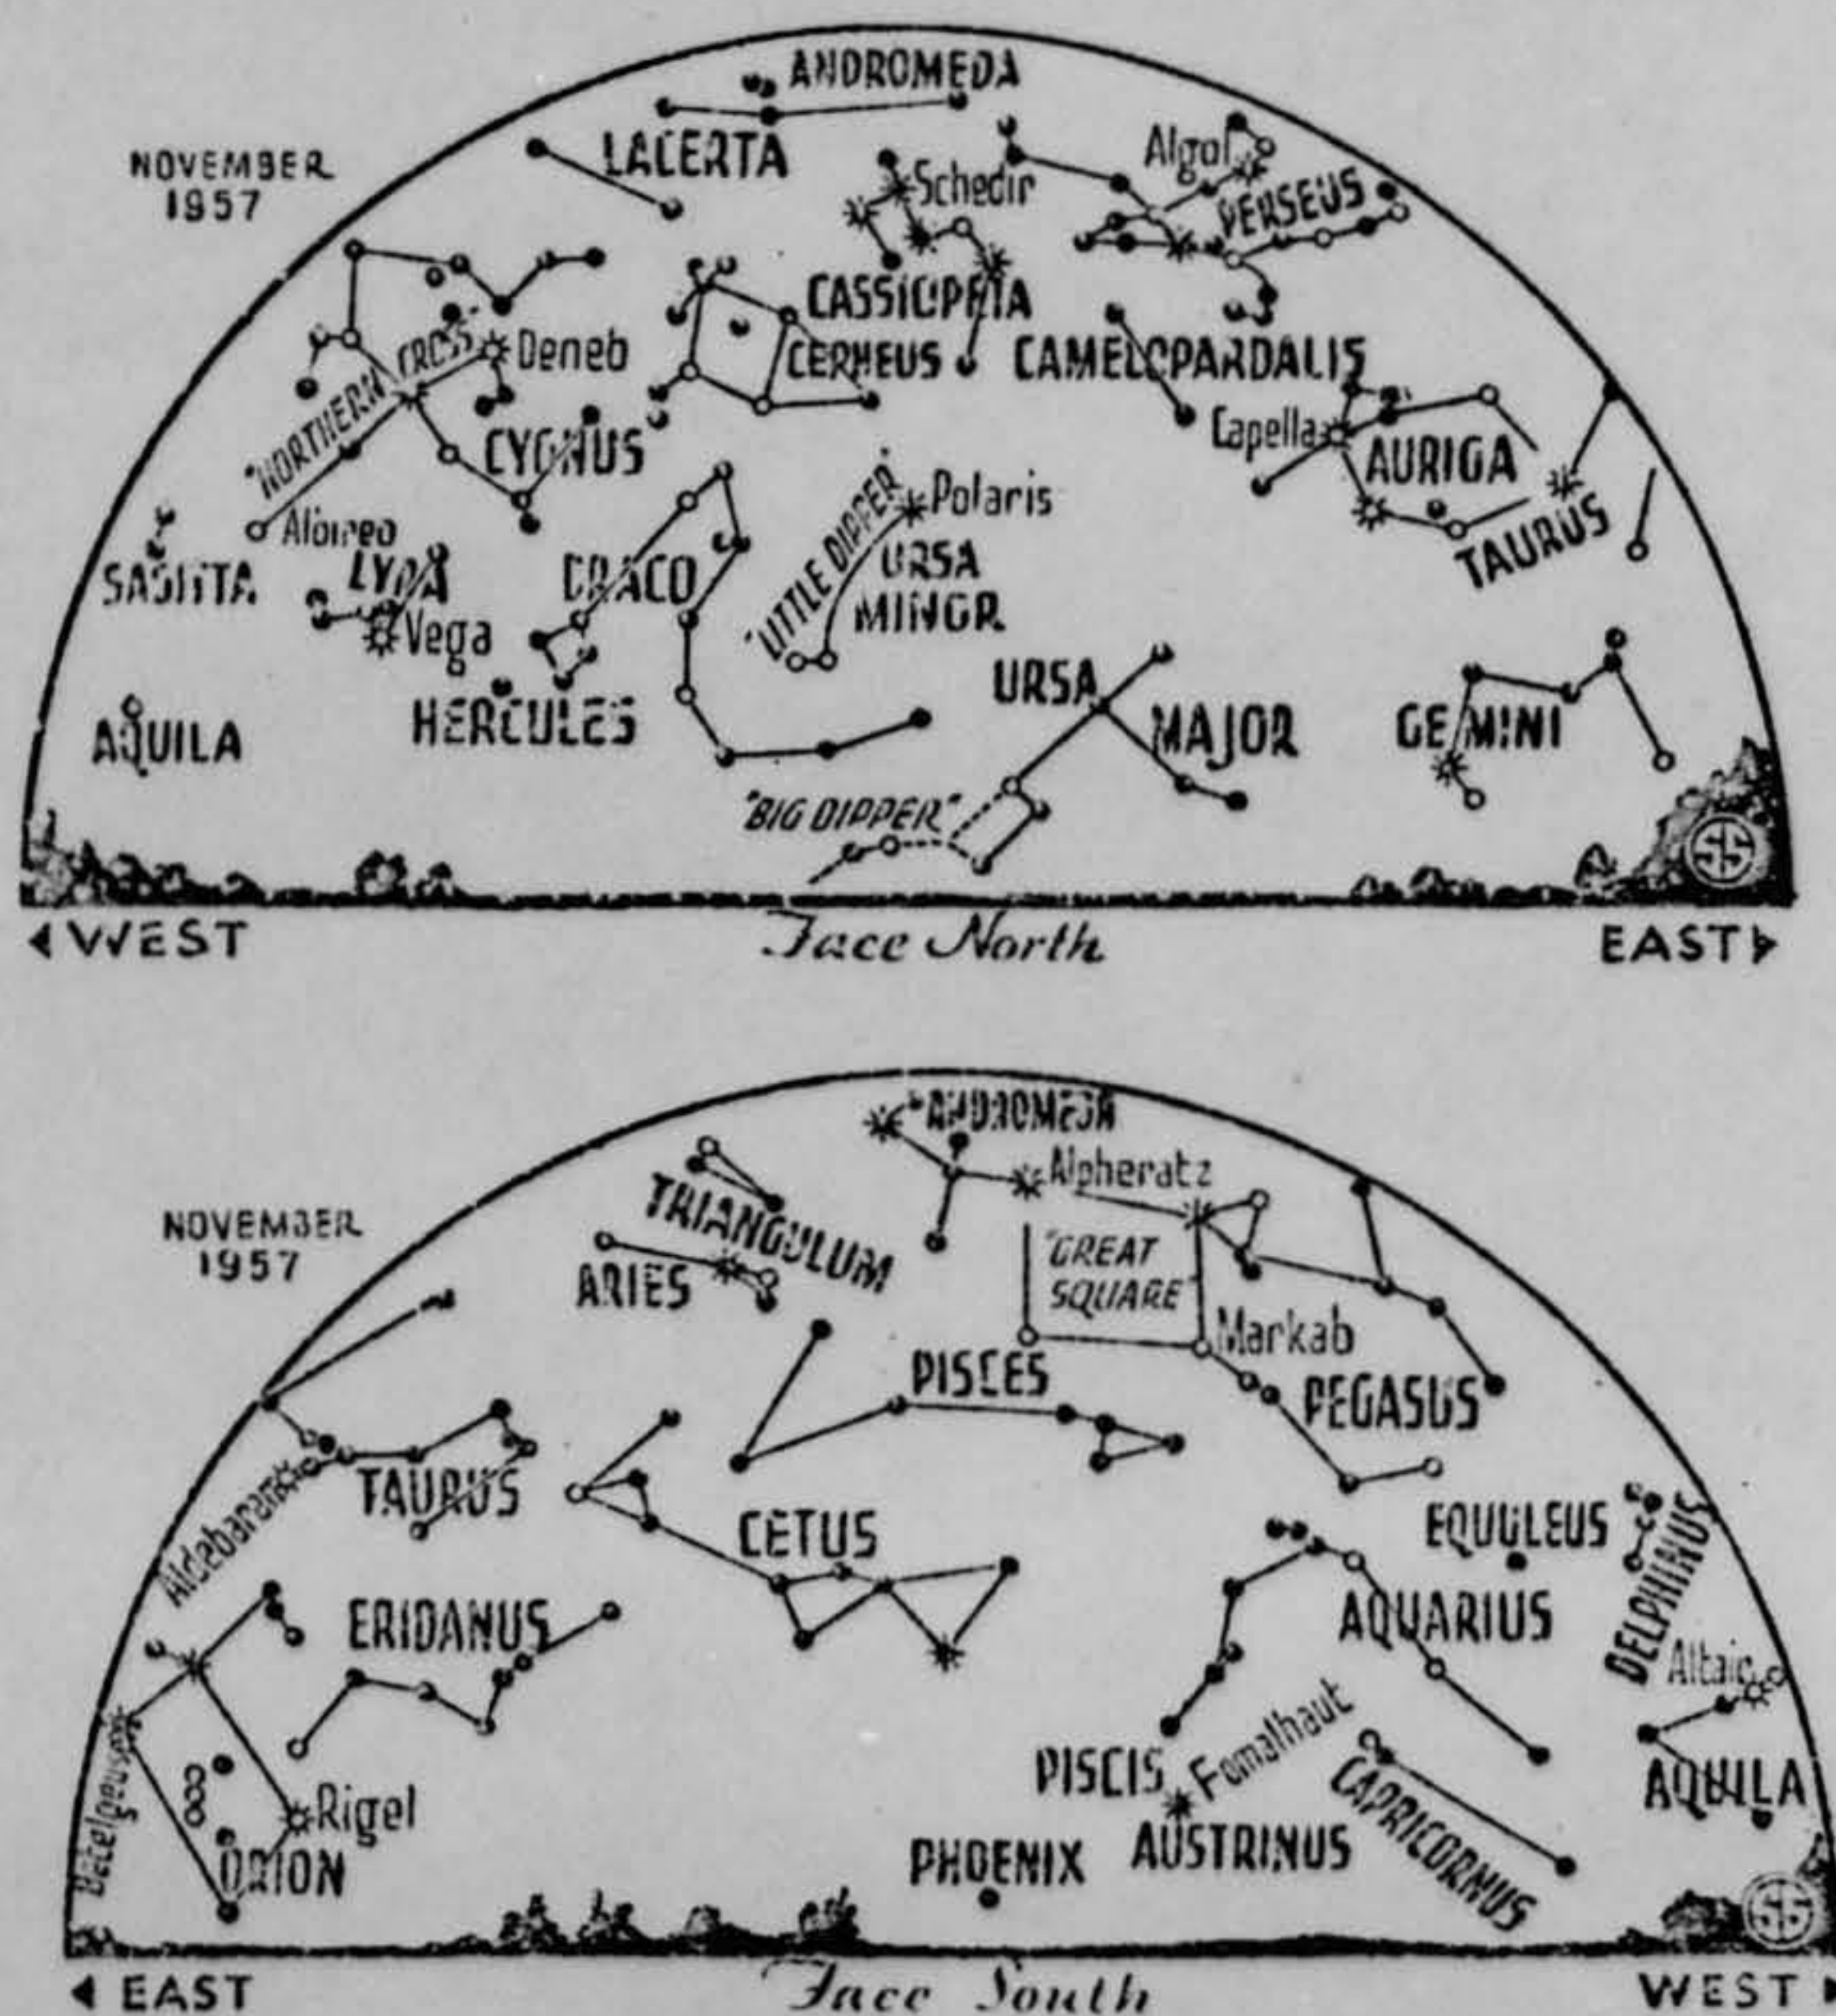 NOVEMBER
1957
ANDROMEDA
LACERTA
Schedir
Algol
PERSEUS
CASSIOPEIA
"NORTHERN CROSS"
Deneb
CEPHEUS
CAMELOPARDALIS
CYGNUS
Capella
AURIGA
Albireo
"LITTLE DIPPER"
Polaris
TAURUS
SAGITTA
LYRA
DRACO
URSA
MINOR
Vega
URSA
MAJOR
HERCULES
GEMINI
AQUILA
"BIG DIPPER"
SS
WEST
Face North
EAST
NOVEMBER
1957
ANDROMEDA
Alpheratz
TRIANGULUM
"GREAT
SQUARE"
ARIES
Markab
PISCES
PEGASUS
Aldebaran
TAURUS
CETUS
EQUULEUS
DELPHINUS
ERIDANUS
AQUARIUS
Altair
Betelgeuse
Rigel
PISCIS
Fomalhaut
CAPRICORNUS
AQUILA
ORION
PHOENIX
AUSTRINUS
SS
EAST
Face South
WEST